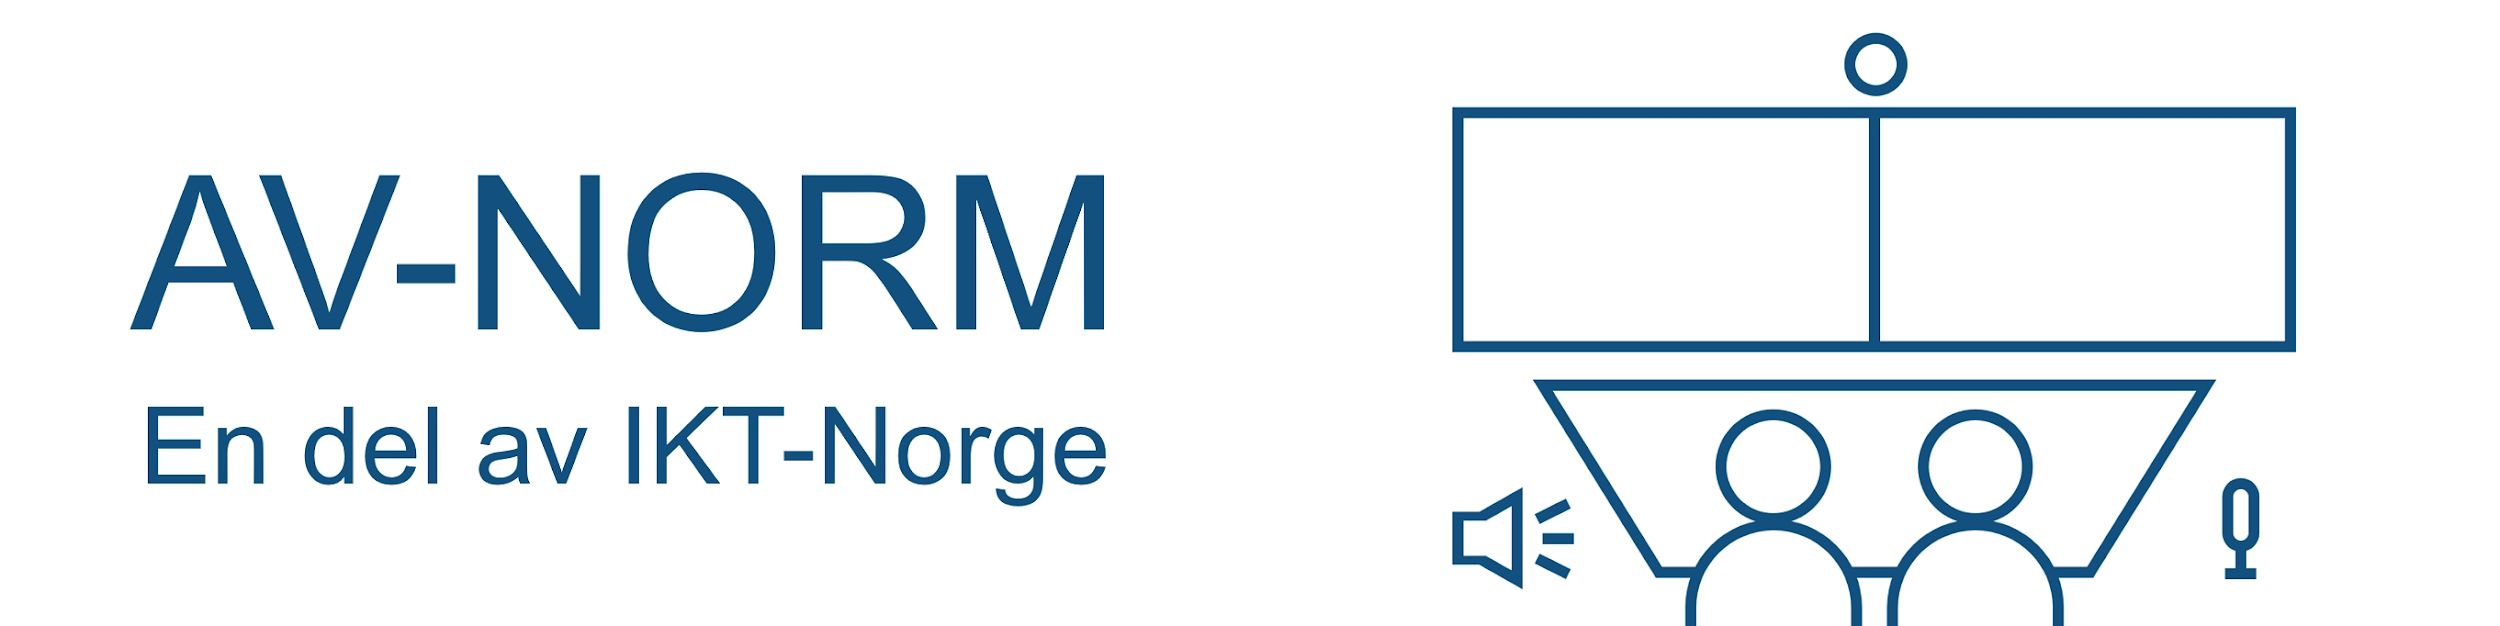 AV-NORM
En del av IKT-Norge